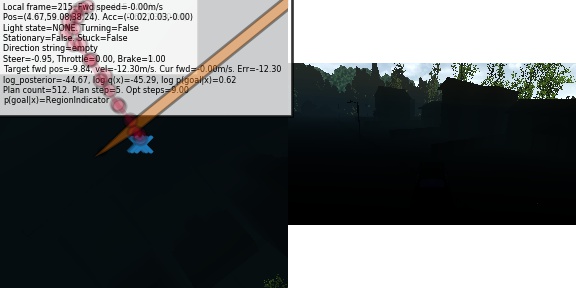 Local frame=215. Fwd speed=-0.00m/s
Pos=(4.67,59.08,38.24). Acc=(-0.02,0.03,-0.00)
Light state=NONE. Turning=False
Stationary=False. Stuck=False
Direction string=empty
Steer=-0.95, Throttle=0.00, Brake=1.00
Target fwd pos=-9.84, vel=-12.30m/s. Cur fwd=-0.00m/s. Err=-12.30
log_posterior=-44.67, log q(x)=-45.29, log p(goal|x)=0.62
Plan count=512. Plan step=5. Opt steps=9.00
p(goal|x)=RegionIndicator